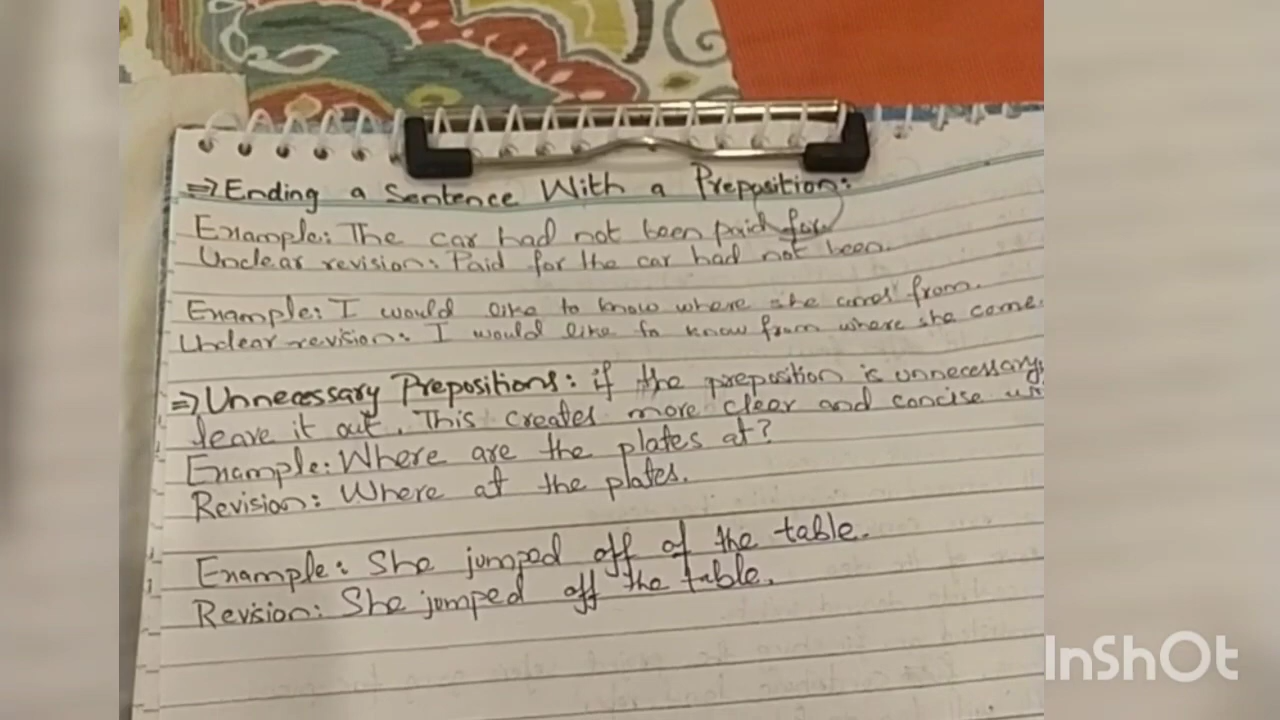 => Ending a Sentence With a Preposition:
Example: The car had not been paid for.
Unclear revision: Paid for the car had not been.
Example: I would like to know where she comes from.
Unclear revision: I would like to know from where she come.
=> Unnecessary Prepositions: if the preposition is unnecessary,
leave it out. This creates more clear and concise
Example: Where are the plates at?
Revision: Where at the plates.
Example: She jumped off of the table.
Revision: She jumped off the table.
InShOt